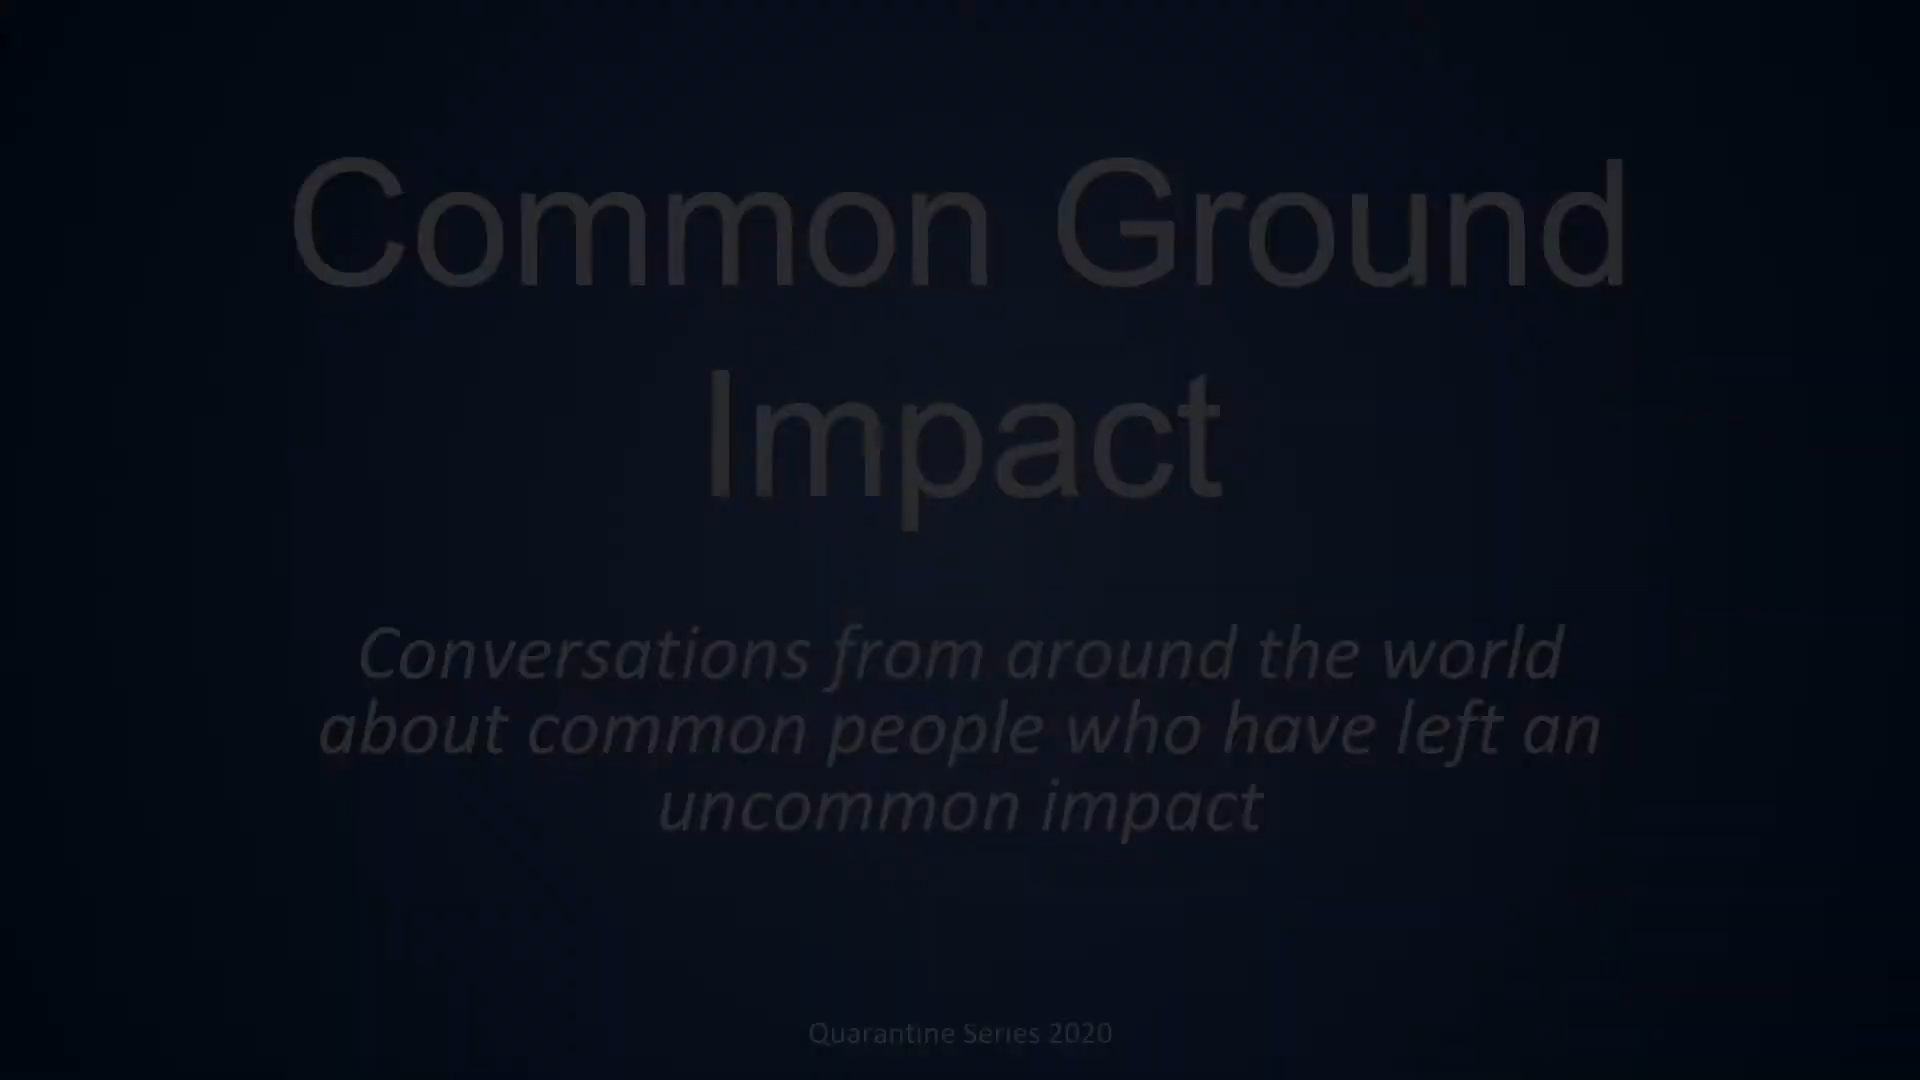 Common Ground
Impact
Conversations from around the world
about common people who have left an
uncommon impact
Quarantine Series 2020